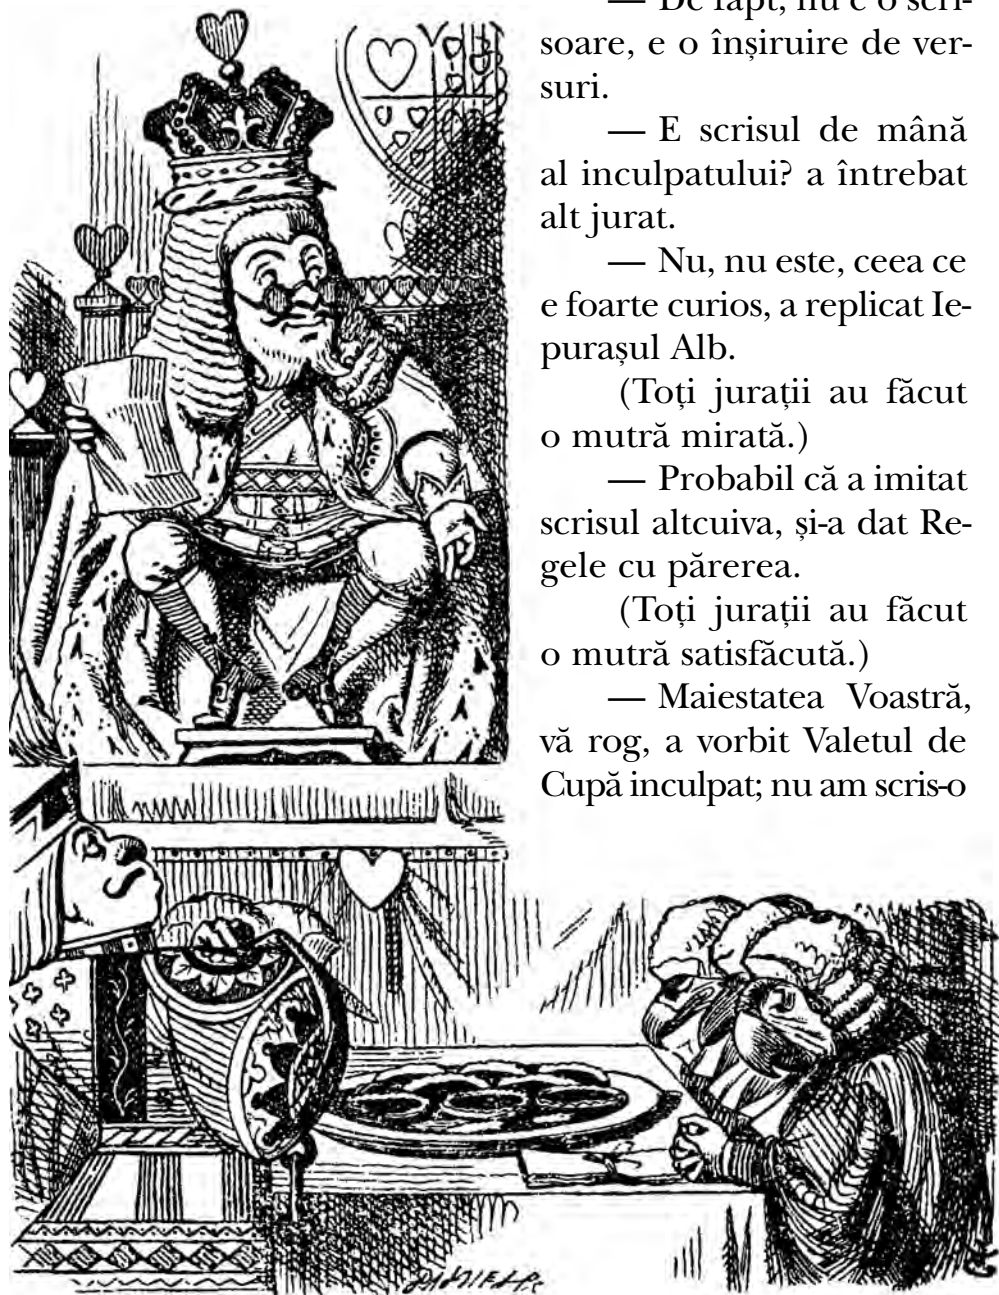 — De fapt, nu e o scri-
soare, e o înșiruire de ver-
suri.
— E scrisul de mână
al inculpatului? a întrebat
alt jurat.
— Nu, nu este, ceea ce
e foarte curios, a replicat Ie-
purașul Alb.
(Toți jurații au făcut
o mutră mirată.)
— Probabil că a imitat
scrisul altcuiva, și-a dat Re-
gele cu părerea.
(Toți jurații au făcut
o mutră satisfăcută.)
— Maiestatea Voastră,
vă rog, a vorbit Valetul de
Cupă inculpat; nu am scris-o